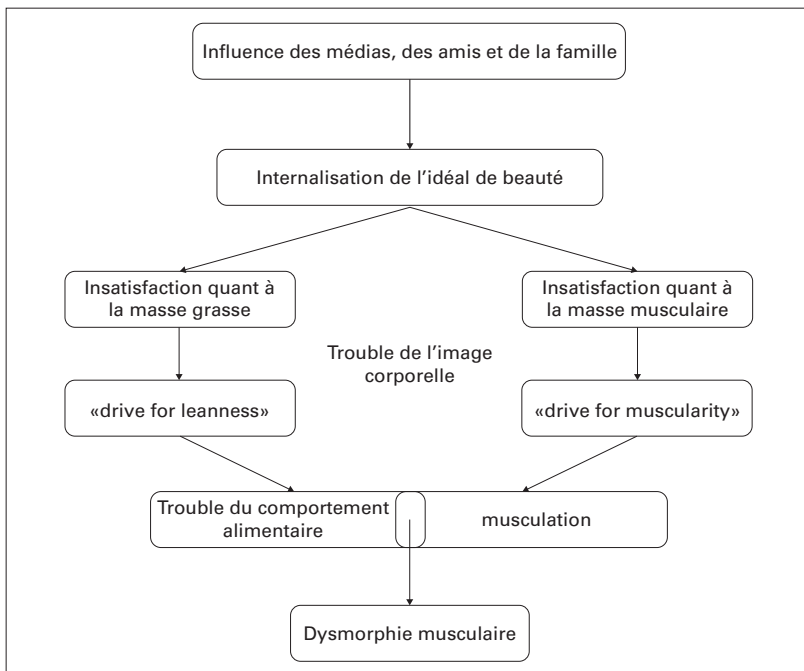 Influence des médias, des amis et de la famille
Internalisation de l'idéal de beauté
Insatisfaction quant à
la masse grasse
Insatisfaction quant à
la masse musculaire
Trouble de l'image
corporelle
«drive for leanness»
«drive for muscularity»
Trouble du comportement
alimentaire
musculation
Dysmorphie musculaire